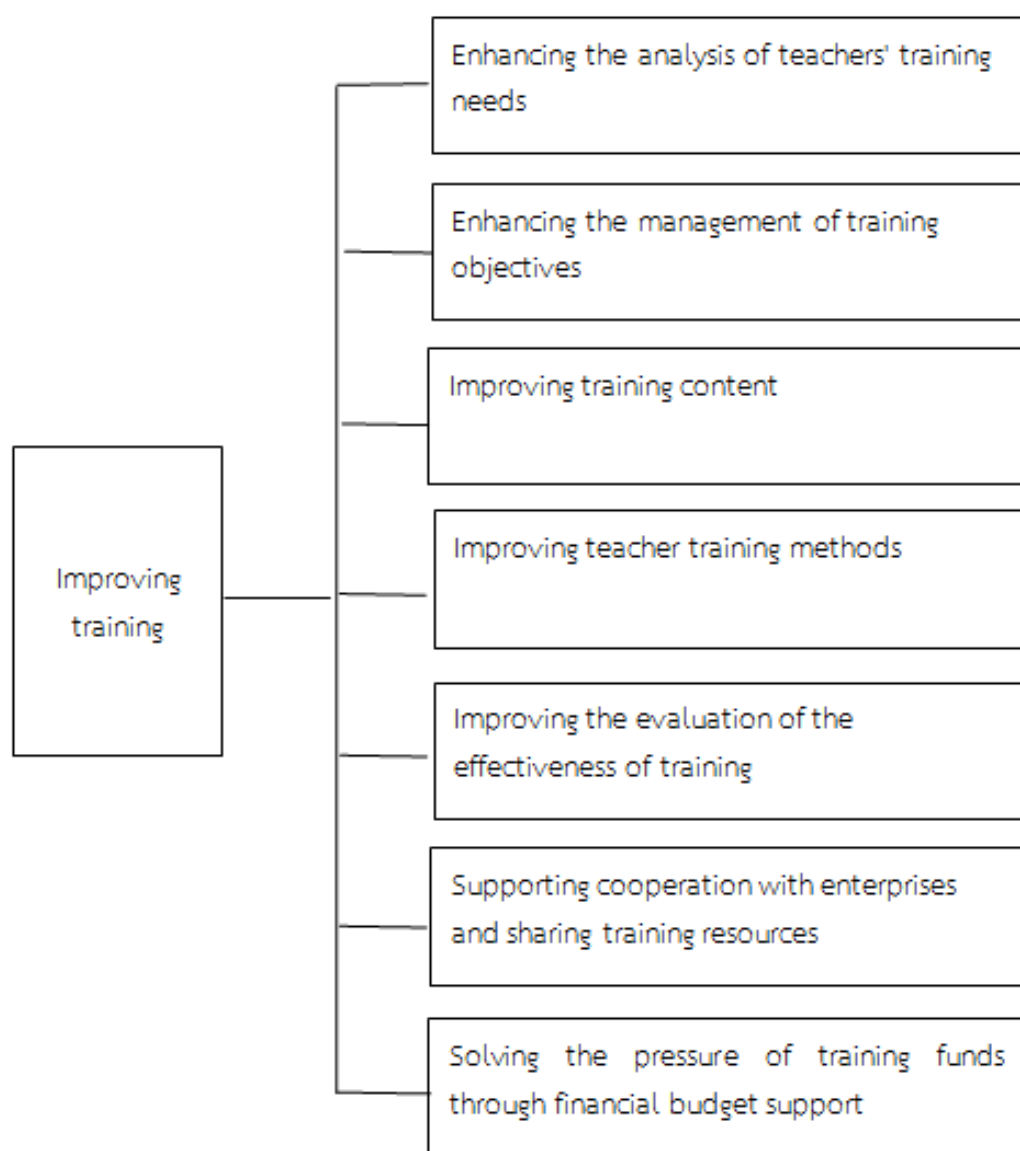 Enhancing the analysis of teachers' training
needs
Enhancing the management of training
objectives
Improving training content
Improving teacher training methods
Improving
training
Improving the evaluation of the
effectiveness of training
Supporting cooperation with enterprises
and sharing training resources
Solving the pressure of training funds
through financial budget support